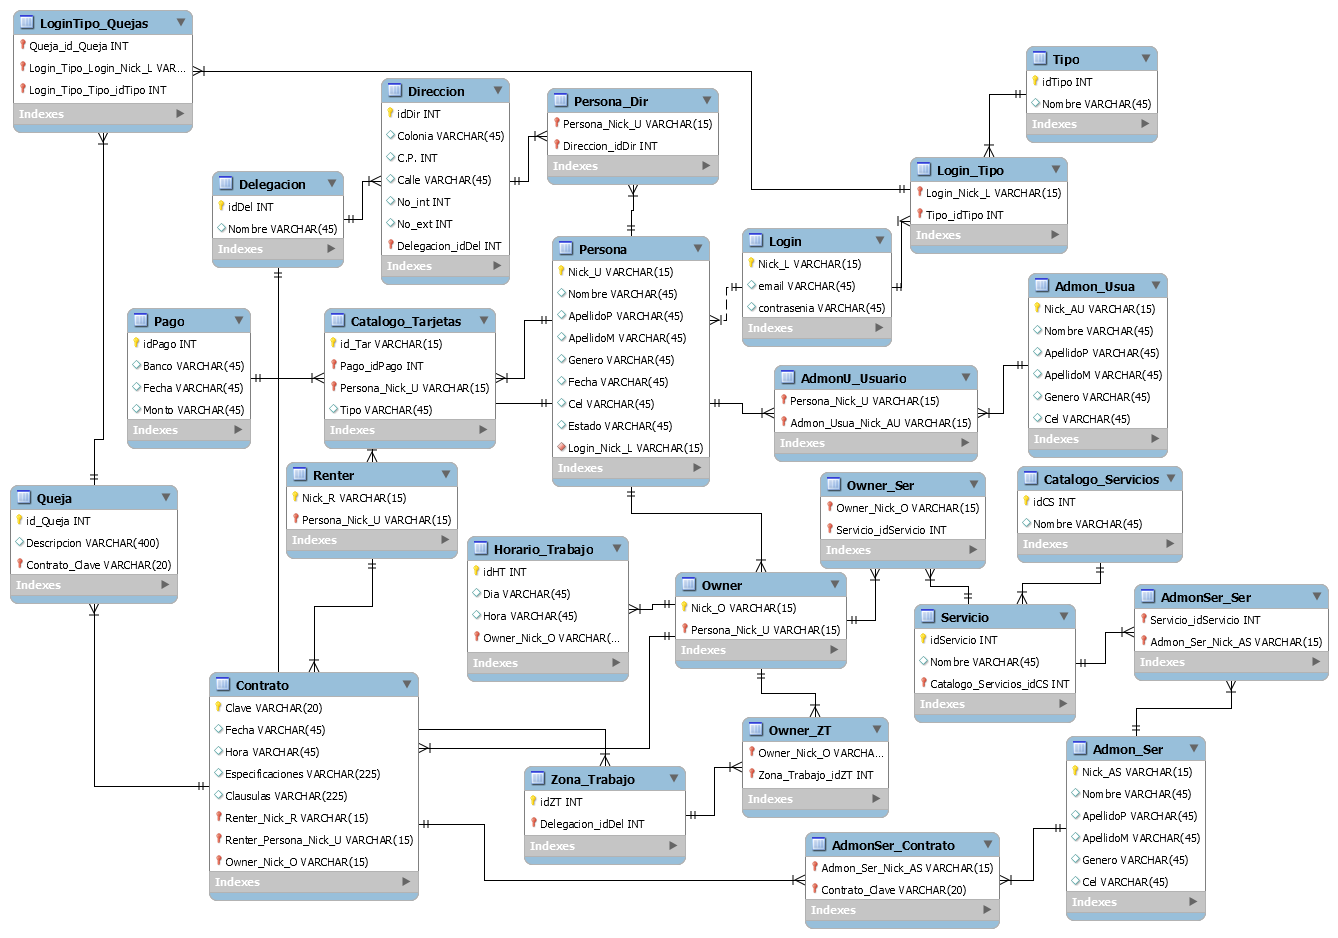 LoginTipo_Quejas
Queja_id_Queja INT
Login_Tipo_Login_Nick_L VAR...
Login_Tipo_Tipo_idTipo INT
Indexes
Direccion
idDir INT
Colonia VARCHAR(45)
C.P. INT
Calle VARCHAR(45)
No_int INT
No_ext INT
Delegacion_idDel INT
Indexes
Persona_Dir
Persona_Nick_U VARCHAR(15)
Direccion_idDir INT
Indexes
Tipo
idTipo INT
Nombre VARCHAR(45)
Indexes
Delegacion
idDel INT
Nombre VARCHAR(45)
Indexes
Login_Tipo
Login_Nick_L VARCHAR(15)
Tipo_idTipo INT
Indexes
Persona
Nick_U VARCHAR(15)
Nombre VARCHAR(45)
ApellidoP VARCHAR(45)
ApellidoM VARCHAR(45)
Genero VARCHAR(45)
Fecha VARCHAR(45)
Cel VARCHAR(45)
Estado VARCHAR(45)
Login_Nick_L VARCHAR(15)
Indexes
Login
Nick_L VARCHAR(15)
email VARCHAR(45)
contrasenia VARCHAR(45)
Indexes
Admon_Usua
Nick_AU VARCHAR(15)
Nombre VARCHAR(45)
ApellidoP VARCHAR(45)
ApellidoM VARCHAR(45)
Genero VARCHAR(45)
Cel VARCHAR(45)
Indexes
Pago
idPago INT
Banco VARCHAR(45)
Fecha VARCHAR(45)
Monto VARCHAR(45)
Indexes
Catalogo_Tarjetas
id_Tar VARCHAR(15)
Pago_idPago INT
Persona_Nick_U VARCHAR(15)
Tipo VARCHAR(45)
Indexes
AdmonU_Usuario
Persona_Nick_U VARCHAR(15)
Admon_Usua_Nick_AU VARCHAR(15)
Indexes
Renter
Nick_R VARCHAR(15)
Persona_Nick_U VARCHAR(15)
Indexes
Queja
id_Queja INT
Descripcion VARCHAR(400)
Contrato_Clave VARCHAR(20)
Indexes
Owner_Ser
Owner_Nick_O VARCHAR(15)
Servicio_idServicio INT
Indexes
Catalogo_Servicios
idCS INT
Nombre VARCHAR(45)
Indexes
Horario_Trabajo
idHT INT
Dia VARCHAR(45)
Hora VARCHAR(45)
Owner_Nick_O VARCHAR(...
Indexes
Owner
Nick_O VARCHAR(15)
Persona_Nick_U VARCHAR(15)
Indexes
Servicio
idServicio INT
Nombre VARCHAR(45)
Catalogo_Servicios_idCS INT
Indexes
AdmonSer_Ser
Servicio_idServicio INT
Admon_Ser_Nick_AS VARCHAR(15)
Indexes
Contrato
Clave VARCHAR(20)
Fecha VARCHAR(45)
Hora VARCHAR(45)
Especificaciones VARCHAR(225)
Clausulas VARCHAR(225)
Renter_Nick_R VARCHAR(15)
Renter_Persona_Nick_U VARCHAR(15)
Owner_Nick_O VARCHAR(15)
Indexes
Zona_Trabajo
idZT INT
Delegacion_idDel INT
Indexes
Owner_ZT
Owner_Nick_O VARCHA...
Zona_Trabajo_idZT INT
Indexes
Admon_Ser
Nick_AS VARCHAR(15)
Nombre VARCHAR(45)
ApellidoP VARCHAR(45)
ApellidoM VARCHAR(45)
Genero VARCHAR(45)
Cel VARCHAR(45)
Indexes
AdmonSer_Contrato
Admon_Ser_Nick_AS VARCHAR(15)
Contrato_Clave VARCHAR(20)
Indexes